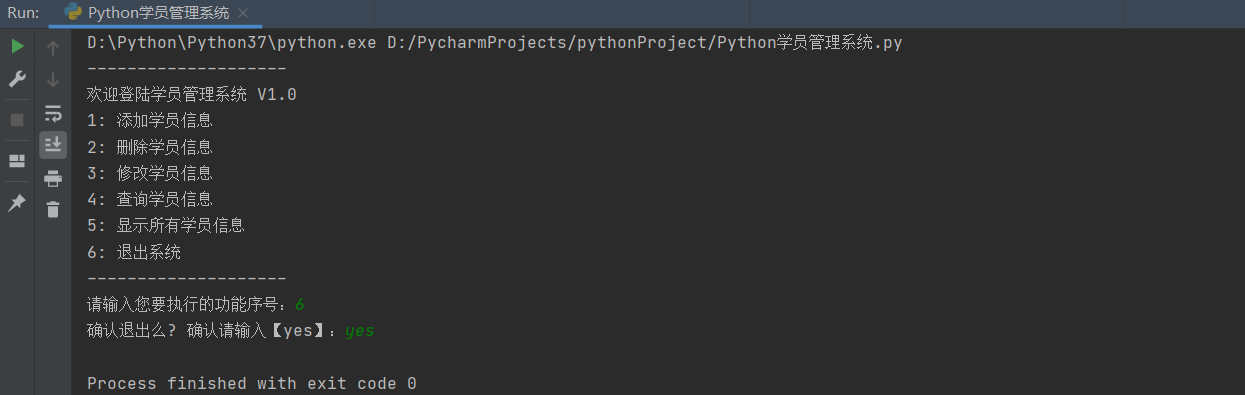 Run: Python学员管理系统
D:\Python\Python37\python.exe D:/PycharmProjects/pythonProject/Python学员管理系统.py
--------------------
欢迎登陆学员管理系统 V1.0
1: 添加学员信息
2: 删除学员信息
3: 修改学员信息
4: 查询学员信息
5: 显示所有学员信息
6: 退出系统
--------------------
请输入您要执行的功能序号：6
确认退出么? 确认请输入【yes】：yes
Process finished with exit code 0